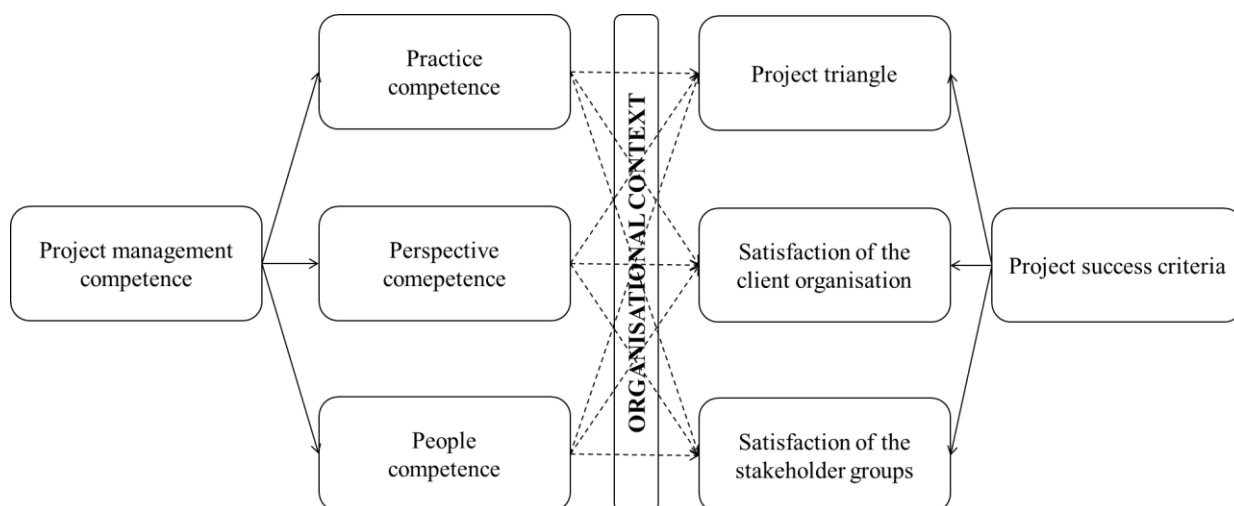 Practice
competence
Project triangle
ORGANISATIONAL CONTEXT
Project management
competence
Perspective
comepetence
Satisfaction of the
client organisation
Project success criteria
People
competence
Satisfaction of the
stakeholder groups